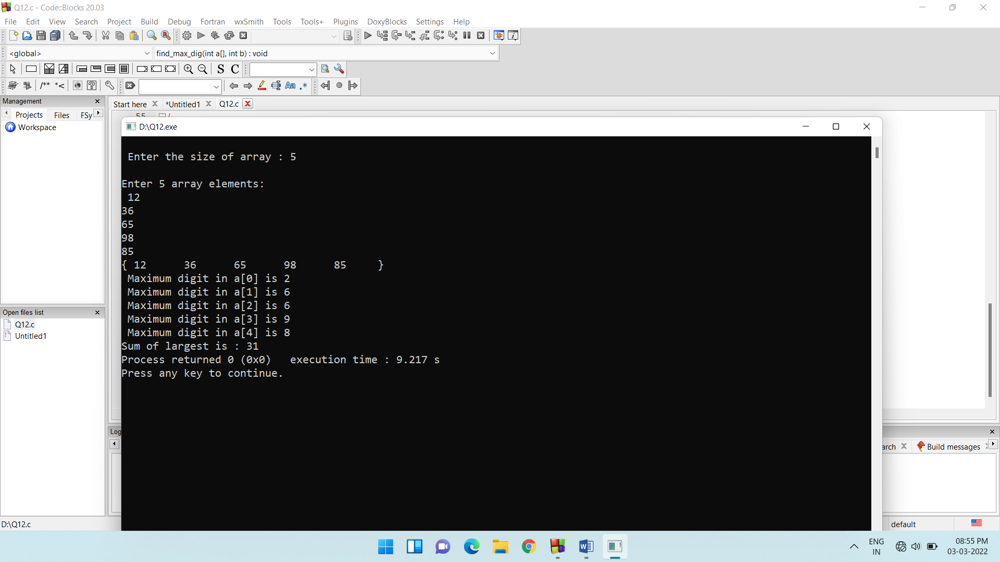 Q12.c - Code::Blocks 20.03
File Edit View Search Project Build Debug Fortran wxSmith Tools Tools+ Plugins DoxyBlocks Settings Help
<global> find_max_dig(int a[], int b) : void
S C
/** *< Aa .*
Management
Start here *Untitled1 Q12.c
Projects Files FSy
55
Workspace
D:\Q12.exe
Enter the size of array : 5
Enter 5 array elements:
12
36
65
98
85
{ 12 36 65 98 85 }
Maximum digit in a[0] is 2
Maximum digit in a[1] is 6
Maximum digit in a[2] is 6
Maximum digit in a[3] is 9
Maximum digit in a[4] is 8
Sum of largest is : 31
Process returned 0 (0x0) execution time : 9.217 s
Press any key to continue.
Open files list
Q12.c
Untitled1
Log
arch Build messages
D:\Q12.c
default
ENG
IN
08:55 PM
03-03-2022